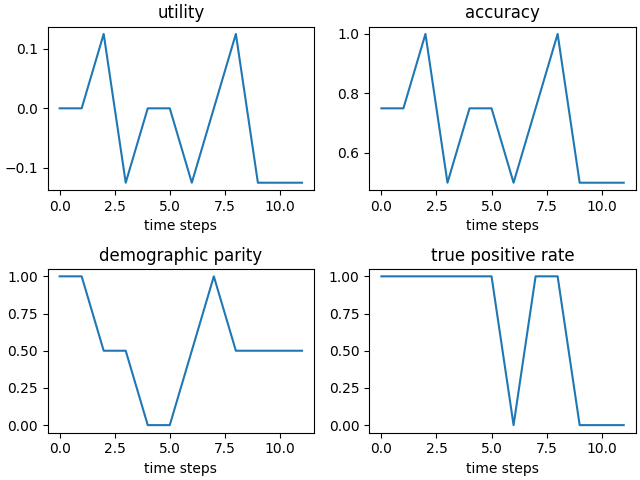 utility
0.1
0.0
−0.1
0.0 2.5 5.0 7.5 10.0
time steps
accuracy
1.0
0.8
0.6
0.0 2.5 5.0 7.5 10.0
time steps
demographic parity
1.00
0.75
0.50
0.25
0.00
0.0 2.5 5.0 7.5 10.0
time steps
true positive rate
1.00
0.75
0.50
0.25
0.00
0.0 2.5 5.0 7.5 10.0
time steps